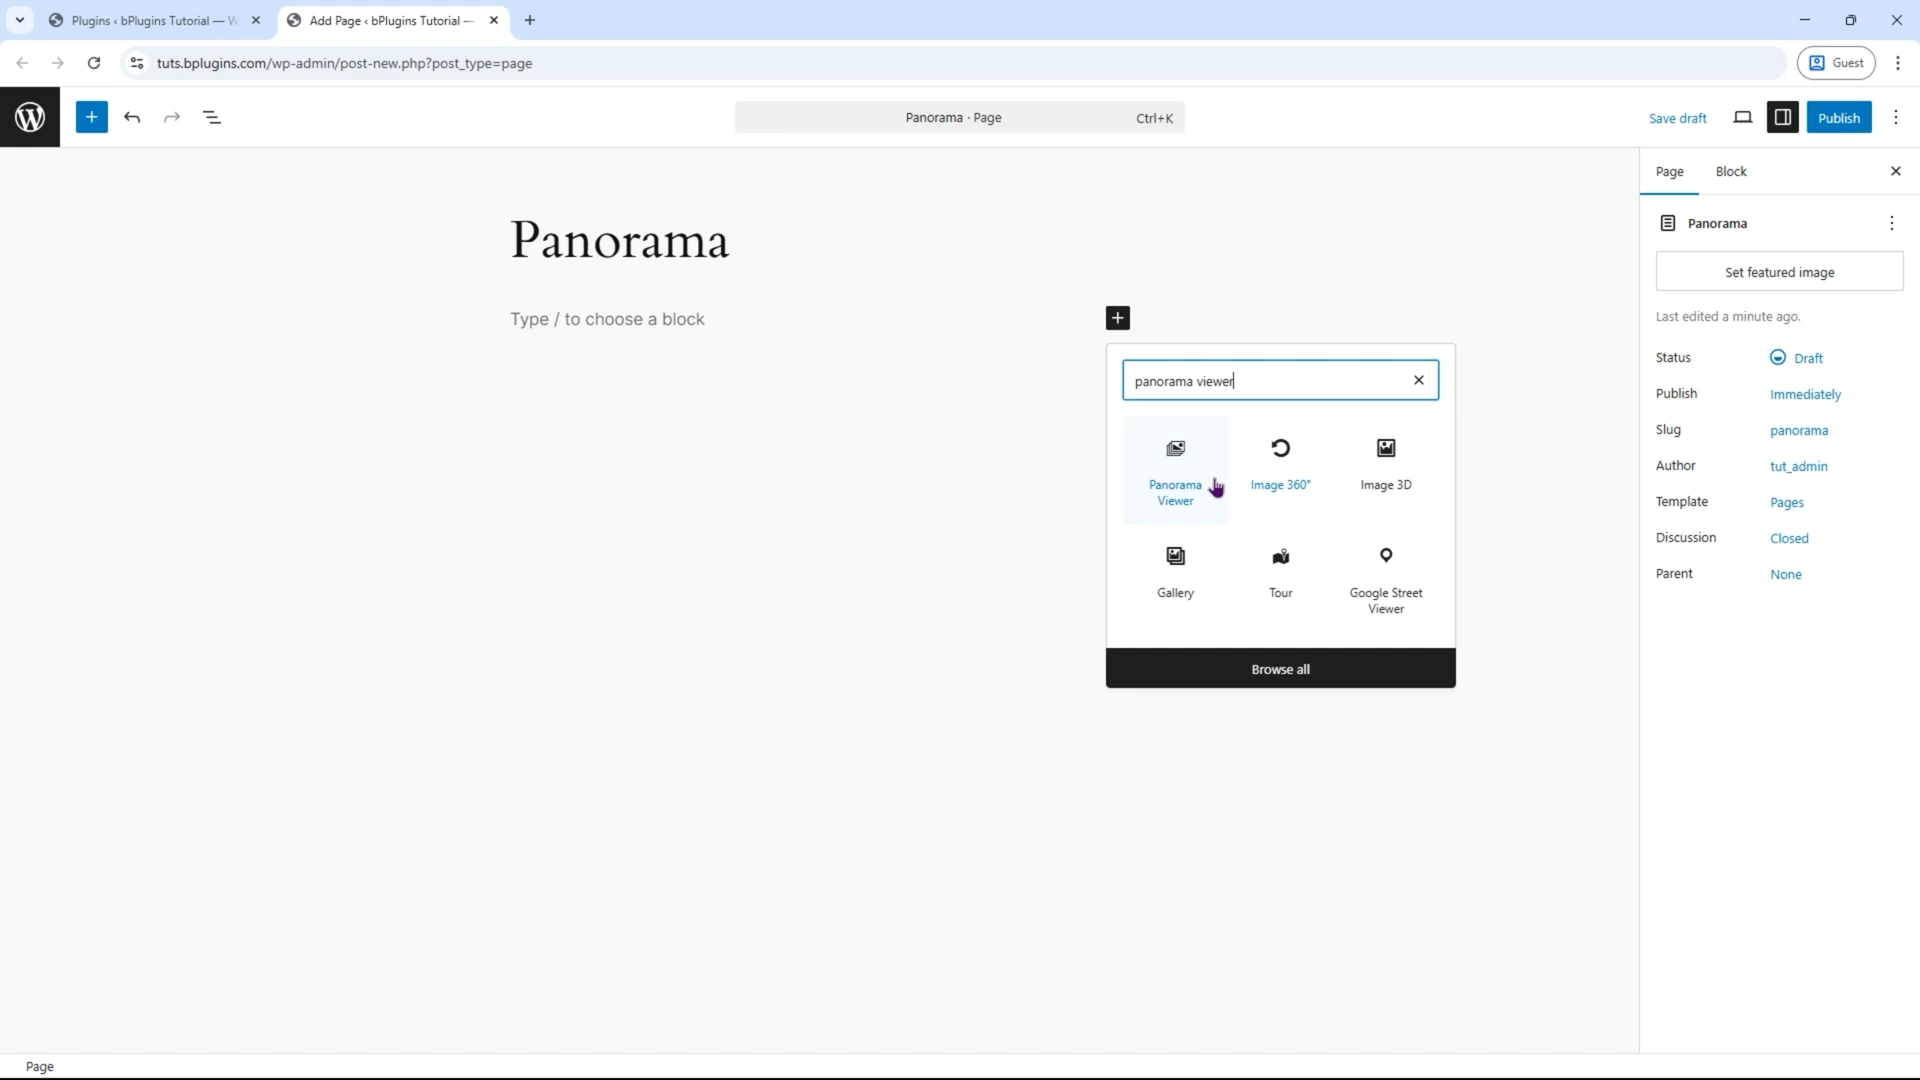 Plugins ‹ bPlugins Tutorial — W
Add Page ‹ bPlugins Tutorial —
tuts.bplugins.com/wp-admin/post-new.php?post_type=page
Guest
Panorama · Page
Ctrl+K
Save draft
Publish
Page
Block
Panorama
Panorama
Set featured image
Type / to choose a block
Last edited a minute ago.
Status
Draft
Publish
Immediately
Slug
panorama
Author
tut_admin
Template
Pages
Discussion
Closed
Parent
None
panorama viewer
Panorama
Viewer
Image 360°
Image 3D
Gallery
Tour
Google Street
Viewer
Browse all
Page